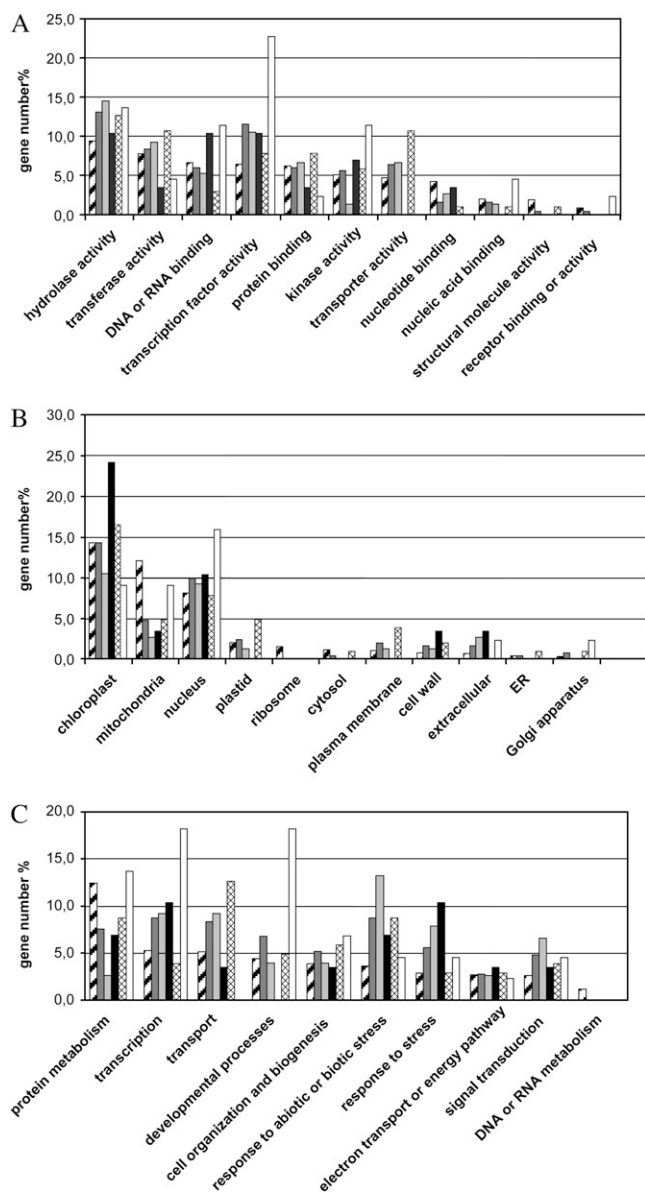 A
gene number%
25,0
20,0
15,0
10,0
5,0
0,0
hydrolase activity
transferase activity
DNA or RNA binding
transcription factor activity
protein binding
kinase activity
transporter activity
nucleotide binding
nucleic acid binding
structural molecule activity
receptor binding or activity
B
gene number%
30,0
25,0
20,0
15,0
10,0
5,0
0,0
chloroplast
mitochondria
nucleus
plastid
ribosome
cytosol
plasma membrane
cell wall
extracellular
ER
Golgi apparatus
C
gene number %
20,0
15,0
10,0
5,0
0,0
protein metabolism
transcription
transport
developmental processes
cell organization and biogenesis
response to abiotic or biotic stress
response to stress
electron transport or energy pathway
signal transduction
DNA or RNA metabolism